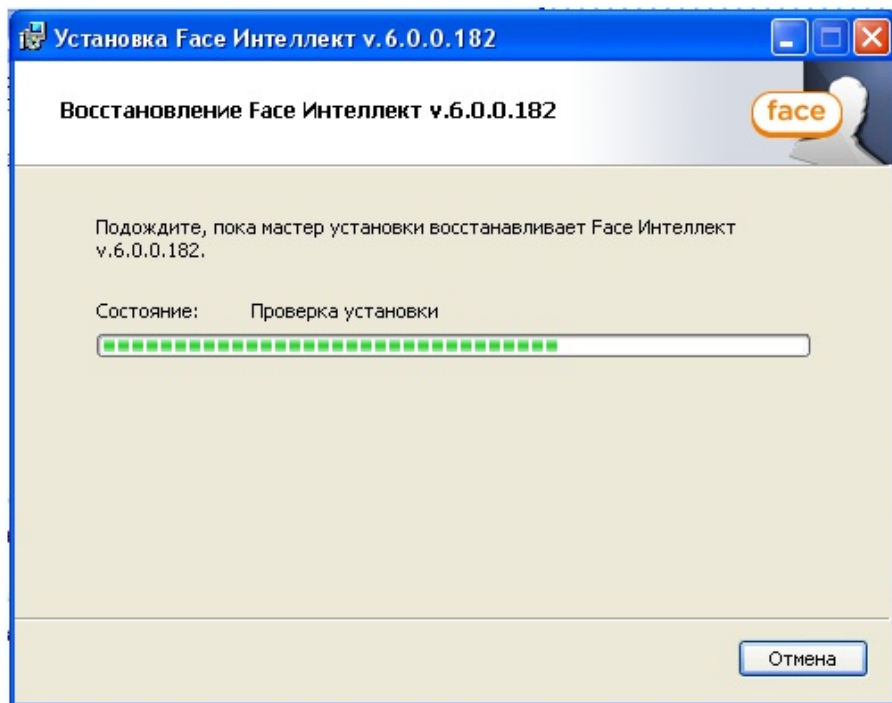 Установка Face Интеллект v.6.0.0.182
Восстановление Face Интеллект v.6.0.0.182
face
Подождите, пока мастер установки восстанавливает Face Интеллект
v.6.0.0.182.
Состояние: Проверка установки
Отмена